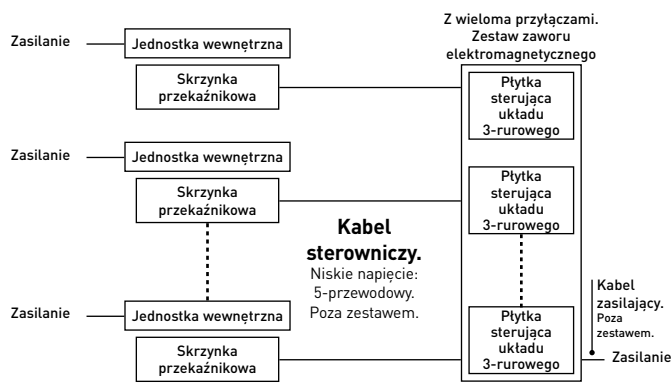 Z wieloma przyłączami.
Zestaw zaworu
elektromagnetycznego
Zasilanie
Jednostka wewnętrzna
Skrzynka
przekaźnikowa
Płytka
sterująca
układu
3-rurowego
Zasilanie
Jednostka wewnętrzna
Skrzynka
przekaźnikowa
Płytka
sterująca
układu
3-rurowego
Kabel
sterowniczy.
Niskie napięcie:
5-przewodowy.
Poza zestawem.
Zasilanie
Jednostka wewnętrzna
Skrzynka
przekaźnikowa
Płytka
sterująca
układu
3-rurowego
Kabel
zasilający.
Poza
zestawem.
Zasilanie